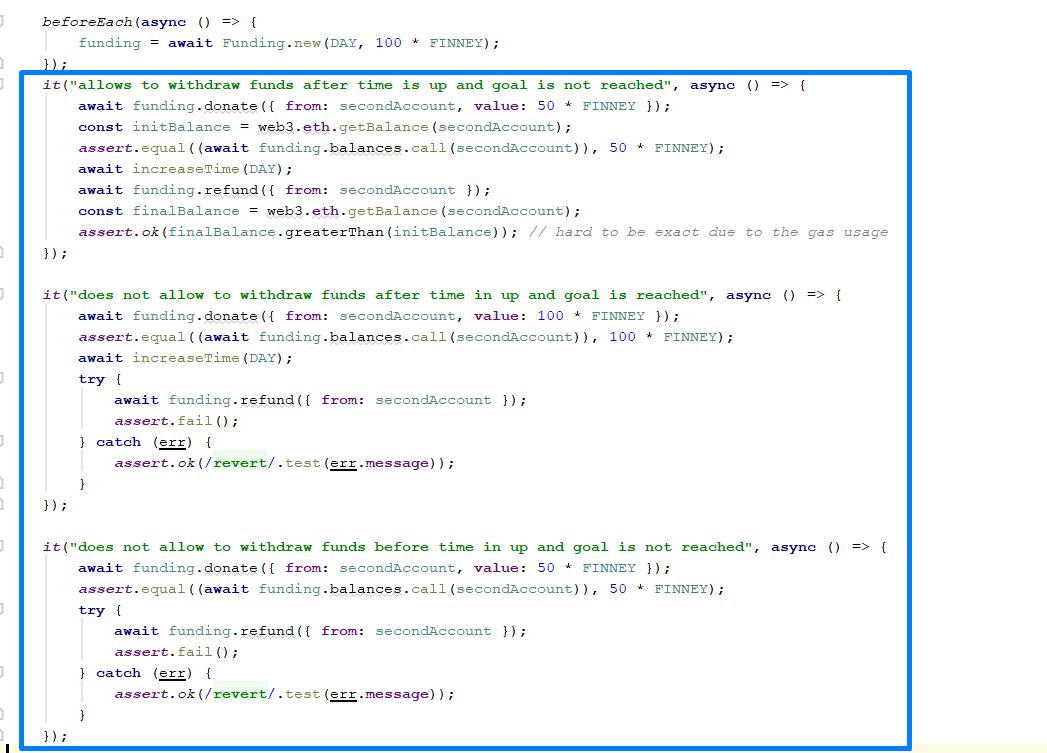 beforeEach(async () => {
    funding = await Funding.new(DAY, 100 * FINNEY);
});
it("allows to withdraw funds after time is up and goal is not reached", async () => {
    await funding.donate({ from: secondAccount, value: 50 * FINNEY });
    const initBalance = web3.eth.getBalance(secondAccount);
    assert.equal((await funding.balances.call(secondAccount)), 50 * FINNEY);
    await increaseTime(DAY);
    await funding.refund({ from: secondAccount });
    const finalBalance = web3.eth.getBalance(secondAccount);
    assert.ok(finalBalance.greaterThan(initBalance)); // hard to be exact due to the gas usage
});

it("does not allow to withdraw funds after time in up and goal is reached", async () => {
    await funding.donate({ from: secondAccount, value: 100 * FINNEY });
    assert.equal((await funding.balances.call(secondAccount)), 100 * FINNEY);
    await increaseTime(DAY);
    try {
        await funding.refund({ from: secondAccount });
        assert.fail();
    } catch (err) {
        assert.ok(/revert/.test(err.message));
    }
});

it("does not allow to withdraw funds before time in up and goal is not reached", async () => {
    await funding.donate({ from: secondAccount, value: 50 * FINNEY });
    assert.equal((await funding.balances.call(secondAccount)), 50 * FINNEY);
    try {
        await funding.refund({ from: secondAccount });
        assert.fail();
    } catch (err) {
        assert.ok(/revert/.test(err.message));
    }
});